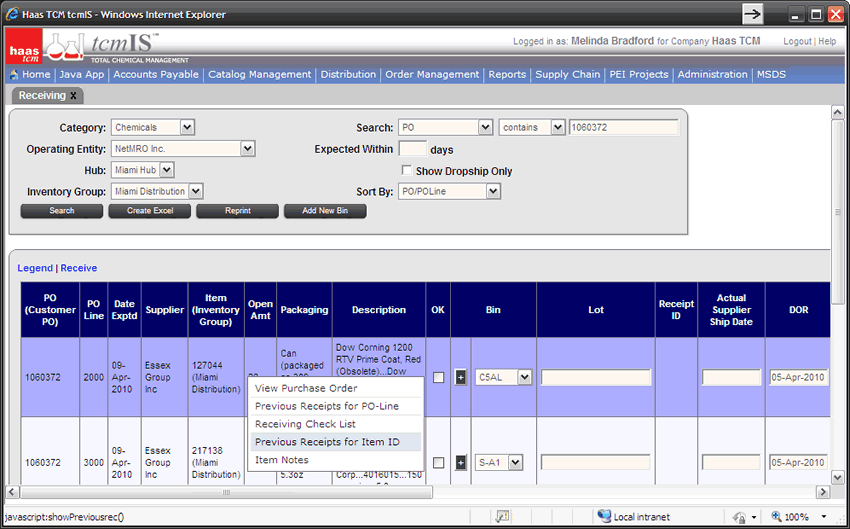 Haas TCM tcmIS - Windows Internet Explorer
haas tcm
tcmIS™
TOTAL CHEMICAL MANAGEMENT
Logged in as: Melinda Bradford for Company Haas TCM
Logout | Help
Home | Java App | Accounts Payable | Catalog Management | Distribution | Order Management | Reports | Supply Chain | PEI Projects | Administration | MSDS
Receiving X
Category: Chemicals Search: PO contains 1060372
Operating Entity: NetMRO Inc. Expected Within days
Hub: Miami Hub Show Dropship Only
Inventory Group: Miami Distribution Sort By: PO/POLine
Search Create Excel Reprint Add New Bin
Legend | Receive
PO (Customer PO) PO Line Date Exptd Supplier Item (Inventory Group) Open Amt Packaging Description OK Bin Lot Receipt ID Actual Supplier Ship Date DOR
1060372 2000 09-Apr-2010 Essex Group Inc 127044 (Miami Distribution) Can (packaged Dow Corning 1200 RTV Prime Coat, Red (Obsolete)...Dow + C5AL 05-Apr-2010
View Purchase Order
Previous Receipts for PO-Line
Receiving Check List
Previous Receipts for Item ID
Item Notes
1060372 3000 09-Apr-2010 Essex Group Inc 217138 (Miami Distribution) 5.3oz Corp...4016015...150 + S-A1 05-Apr-2010
javascript:showPreviousrec()
Local intranet
100%